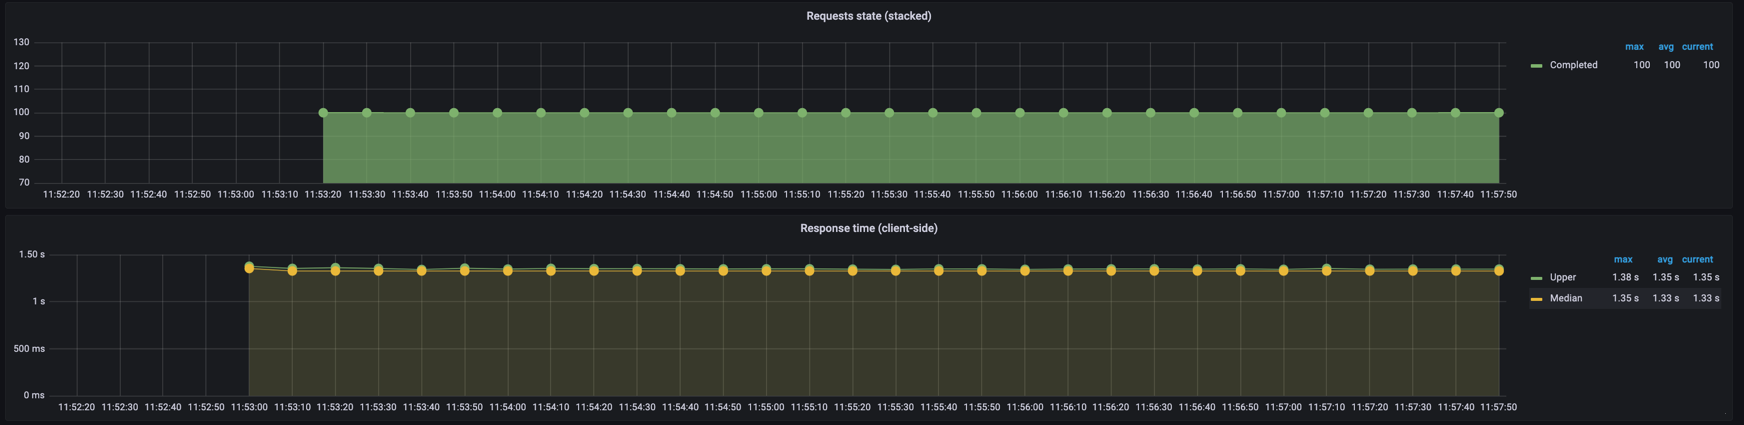 Requests state (stacked)
130
120
110
100
90
80
70
11:52:20 11:52:30 11:52:40 11:52:50 11:53:00 11:53:10 11:53:20 11:53:30 11:53:40 11:53:50 11:54:00 11:54:10 11:54:20 11:54:30 11:54:40 11:54:50 11:55:00 11:55:10 11:55:20 11:55:30 11:55:40 11:55:50 11:56:00 11:56:10 11:56:20 11:56:30 11:56:40 11:56:50 11:57:00 11:57:10 11:57:20 11:57:30 11:57:40 11:57:50
max avg current
Completed 100 100 100
Response time (client-side)
1.50 s
1 s
500 ms
0 ms
11:52:20 11:52:30 11:52:40 11:52:50 11:53:00 11:53:10 11:53:20 11:53:30 11:53:40 11:53:50 11:54:00 11:54:10 11:54:20 11:54:30 11:54:40 11:54:50 11:55:00 11:55:10 11:55:20 11:55:30 11:55:40 11:55:50 11:56:00 11:56:10 11:56:20 11:56:30 11:56:40 11:56:50 11:57:00 11:57:10 11:57:20 11:57:30 11:57:40 11:57:50
max avg current
Upper 1.38 s 1.35 s 1.35 s
Median 1.35 s 1.33 s 1.33 s